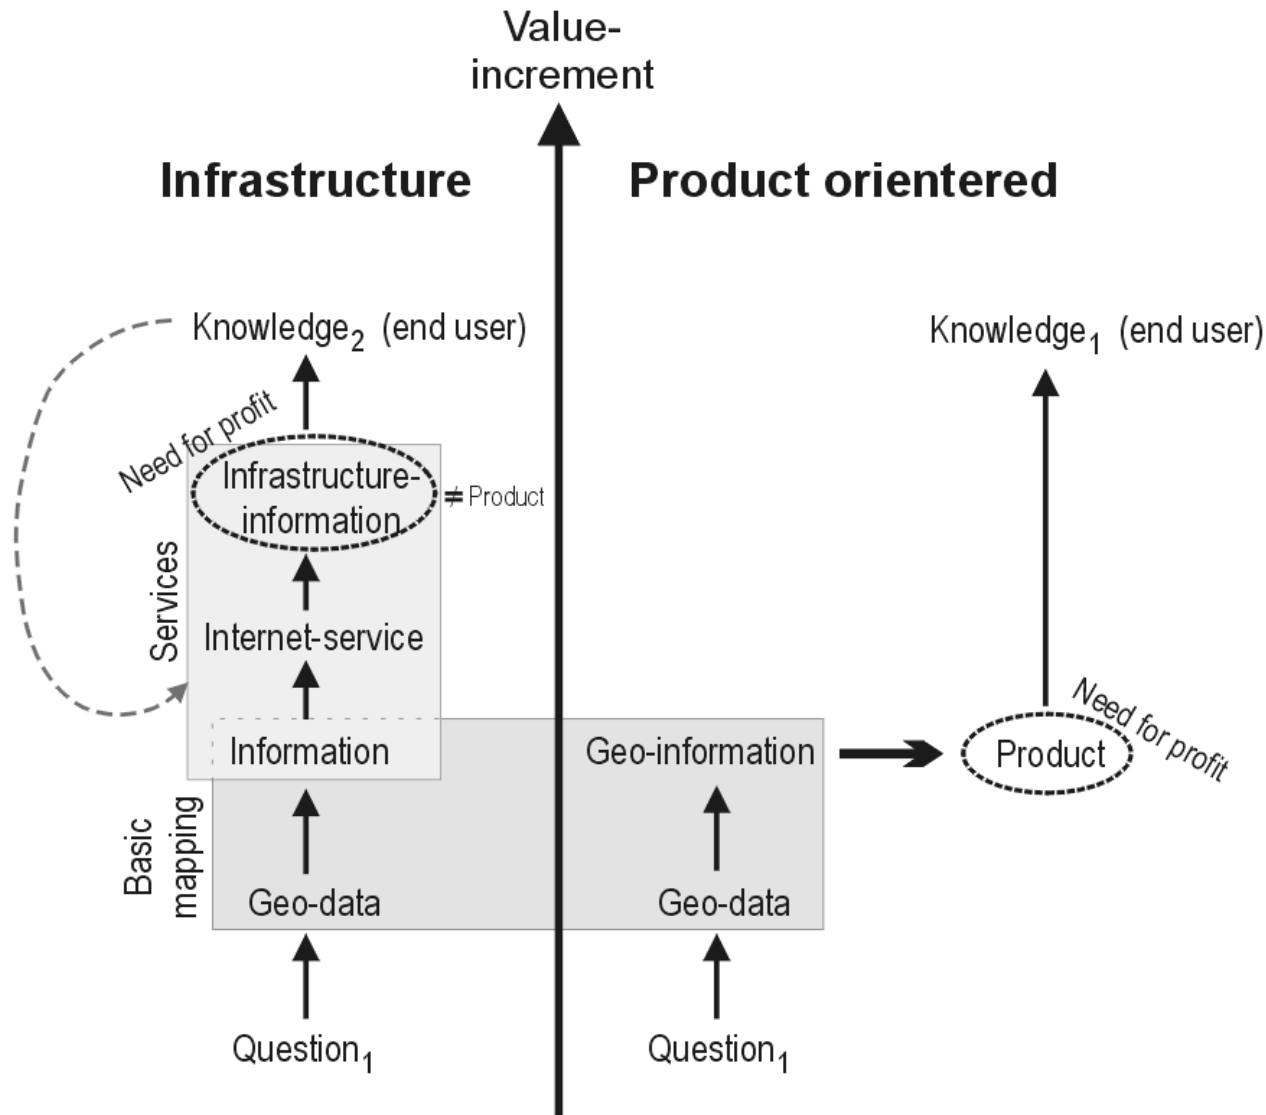 Value-
increment
Infrastructure
Product orientered
Knowledge2 (end user)
Knowledge1 (end user)
Need for profit
Infrastructure-
information
≠ Product
Services
Internet-service
Need for profit
Information
Geo-information
Product
Basic
mapping
Geo-data
Geo-data
Question1
Question1